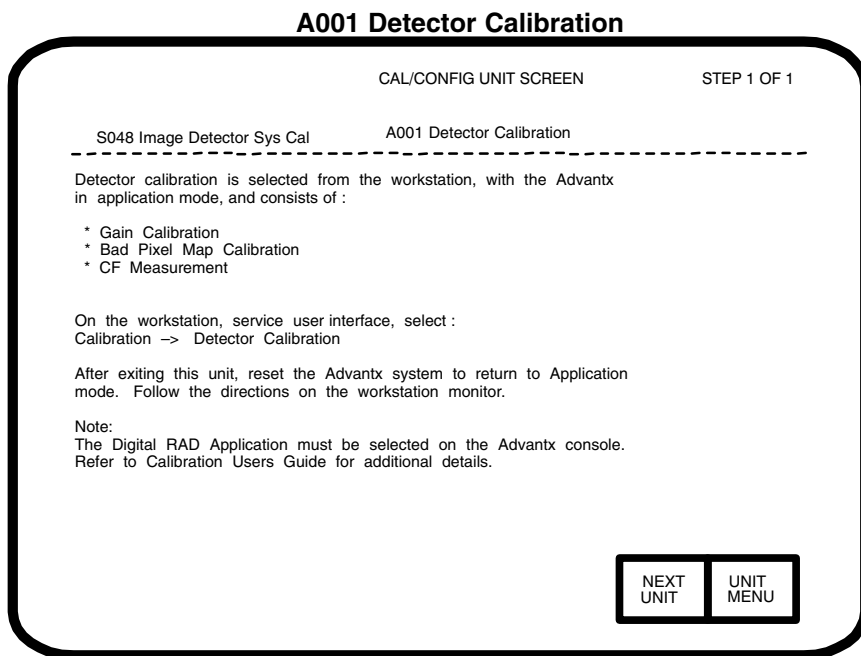 A001 Detector Calibration
CAL/CONFIG UNIT SCREEN STEP 1 OF 1
S048 Image Detector Sys Cal A001 Detector Calibration
Detector calibration is selected from the workstation, with the Advantx
in application mode, and consists of :
* Gain Calibration
* Bad Pixel Map Calibration
* CF Measurement
On the workstation, service user interface, select :
Calibration –> Detector Calibration
After exiting this unit, reset the Advantx system to return to Application
mode. Follow the directions on the workstation monitor.
Note:
The Digital RAD Application must be selected on the Advantx console.
Refer to Calibration Users Guide for additional details.
NEXT UNIT
UNIT MENU